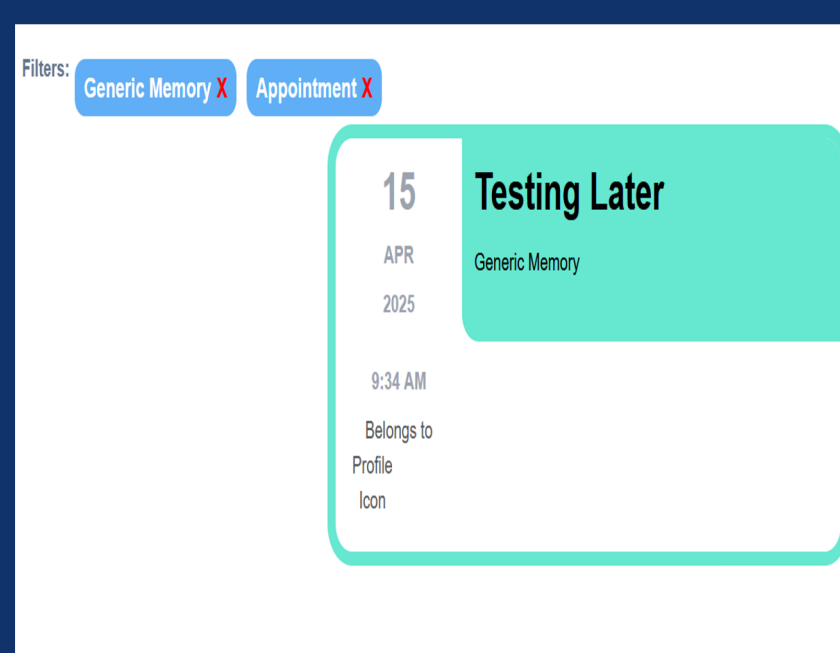 Filters: Generic Memory X Appointment X
15
APR
2025
9:34 AM
Belongs to
Profile
Icon
Testing Later
Generic Memory